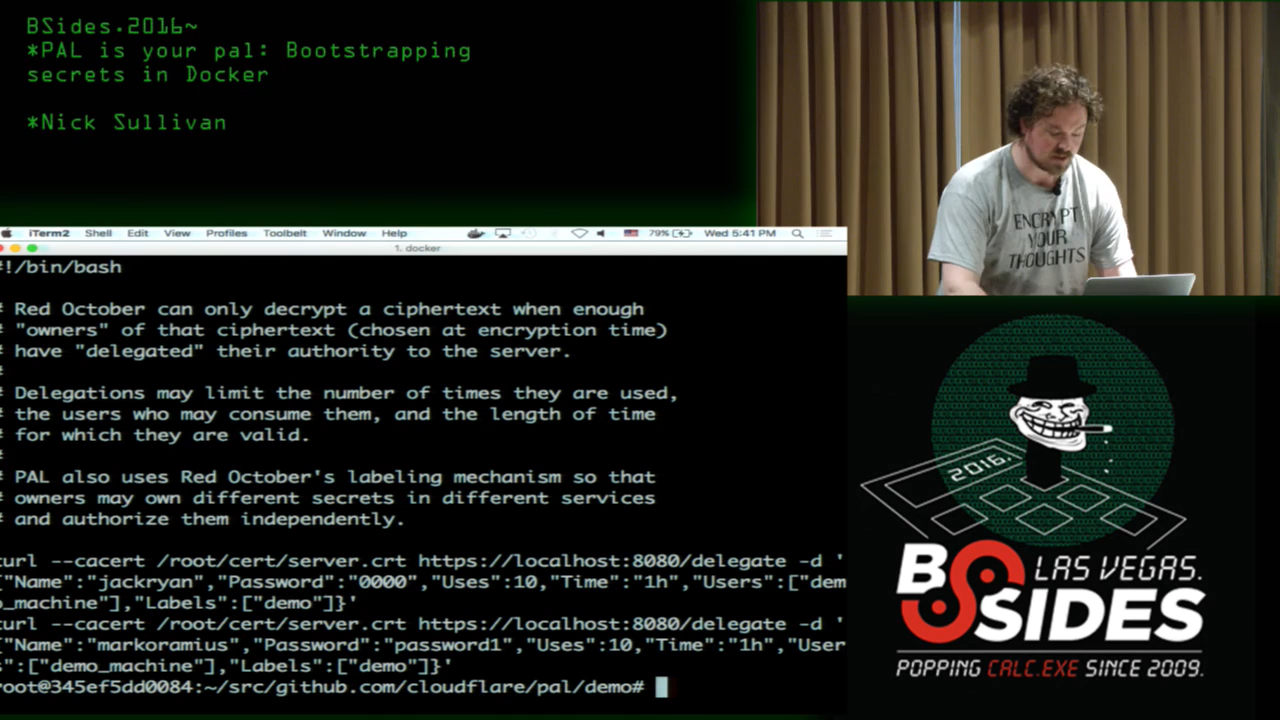 BSides.2016~
*PAL is your pal: Bootstrapping
secrets in Docker
*Nick Sullivan
ENCRYPT
YOUR
THOUGHTS
iTerm2 Shell Edit View Profiles Toolbelt Window Help 79% Wed 5:41 PM
1. docker
#!/bin/bash
# Red October can only decrypt a ciphertext when enough
# "owners" of that ciphertext (chosen at encryption time)
# have "delegated" their authority to the server.
#
# Delegations may limit the number of times they are used,
# the users who may consume them, and the length of time
# for which they are valid.
#
# PAL also uses Red October's labeling mechanism so that
# owners may own different secrets in different services
# and authorize them independently.
curl --cacert /root/cert/server.crt https://localhost:8080/delegate -d '
{"Name":"jackryan","Password":"0000","Uses":10,"Time":"1h","Users":["dem
o_machine"],"Labels":["demo"]}'
curl --cacert /root/cert/server.crt https://localhost:8080/delegate -d '
{"Name":"markoramius","Password":"password1","Uses":10,"Time":"1h","User
s":["demo_machine"],"Labels":["demo"]}'
root@345ef5dd0084:~/src/github.com/cloudflare/pal/demo#
2016.
BSIDES
LAS VEGAS.
POPPING CALC.EXE SINCE 2009.